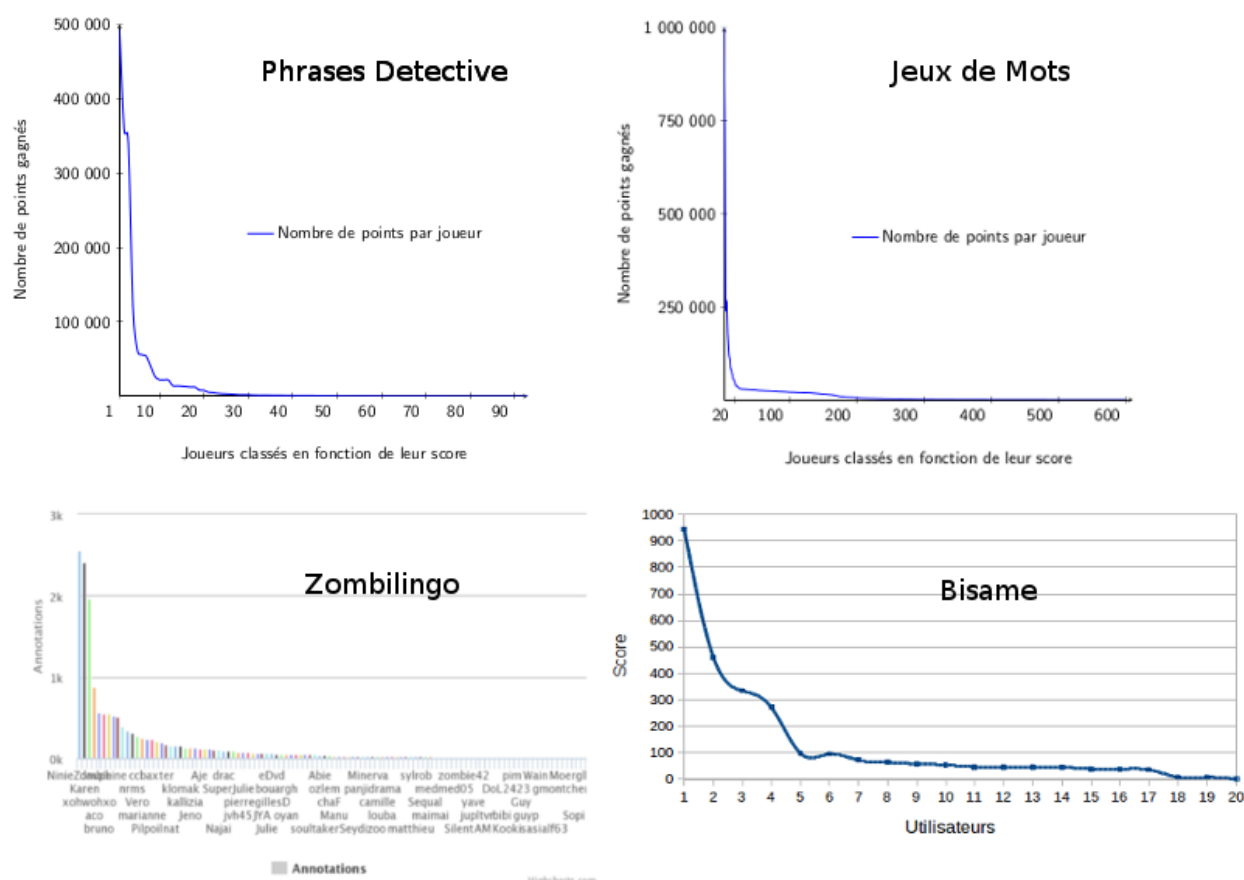 Phrases Detective
500 000
400 000
300 000
200 000
100 000
Nombre de points gagnés
Nombre de points par joueur
1 10 20 30 40 50 60 70 80 90
Joueurs classés en fonction de leur score
Jeux de Mots
1 000 000
750 000
500 000
250 000
Nombre de points gagnés
Nombre de points par joueur
20 100 200 300 400 500 600
Joueurs classés en fonction de leur score
Zombilingo
3k
2k
1k
0k
Annotations
ccbaxter Aje drac eDvd Abie Minerva sylrob zombie42 pim Wain Moergli
Karen nrms klomak SuperJulie bouargh ozlem panjidrama medmed05 DoL2423 gmontcher
xohwohxo Vero kallizia pierre gillesD chaF camille Sequal yave Guy
aco marianne Jeno jvh45 JYA oyan Manu louba maimai guyp Sopi
bruno Pilpoilnat Najai Julie soultaker Seydizoo matthieu SilentAM
Annotations
Bisame
1000
900
800
700
600
500
400
300
200
100
0
Score
1 2 3 4 5 6 7 8 9 10 11 12 13 14 15 16 17 18 19 20
Utilisateurs